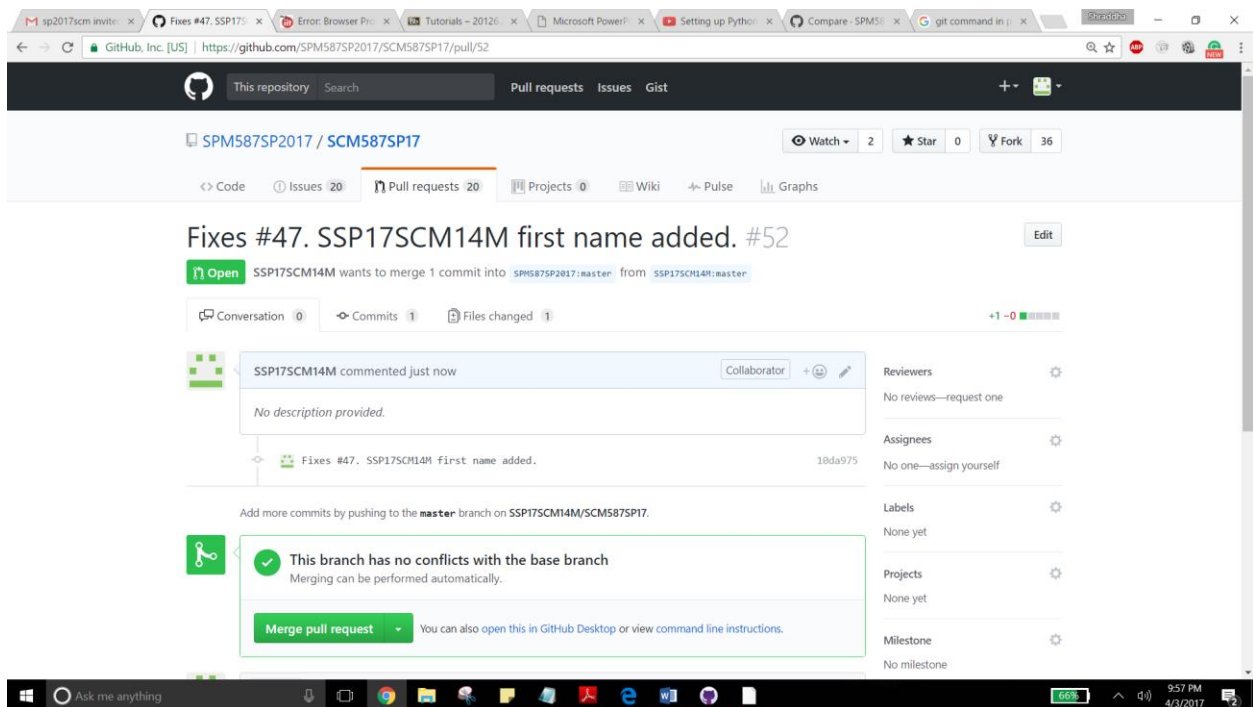 sp2017scm invite
Fixes #47. SSP17S
Error: Browser Pro
Tutorials – 20126
Microsoft PowerP
Setting up Python
Compare · SPM58
git command in p
Shraddha
GitHub, Inc. [US] | https://github.com/SPM587SP2017/SCM587SP17/pull/52
ABP
NEW
This repository Search Pull requests Issues Gist
SPM587SP2017 / SCM587SP17 Watch 2 Star 0 Fork 36
<> Code Issues 20 Pull requests 20 Projects 0 Wiki Pulse Graphs
Fixes #47. SSP17SCM14M first name added. #52 Edit
Open SSP17SCM14M wants to merge 1 commit into SPM587SP2017:master from SSP17SCM14M:master
Conversation 0 Commits 1 Files changed 1 +1 −0
SSP17SCM14M commented just now Collaborator
No description provided.
Fixes #47. SSP17SCM14M first name added. 10da975
Add more commits by pushing to the master branch on SSP17SCM14M/SCM587SP17.
This branch has no conflicts with the base branch
Merging can be performed automatically.
Merge pull request You can also open this in GitHub Desktop or view command line instructions.
Reviewers
No reviews—request one
Assignees
No one—assign yourself
Labels
None yet
Projects
None yet
Milestone
No milestone
Ask me anything
66%
9:57 PM
4/3/2017
2